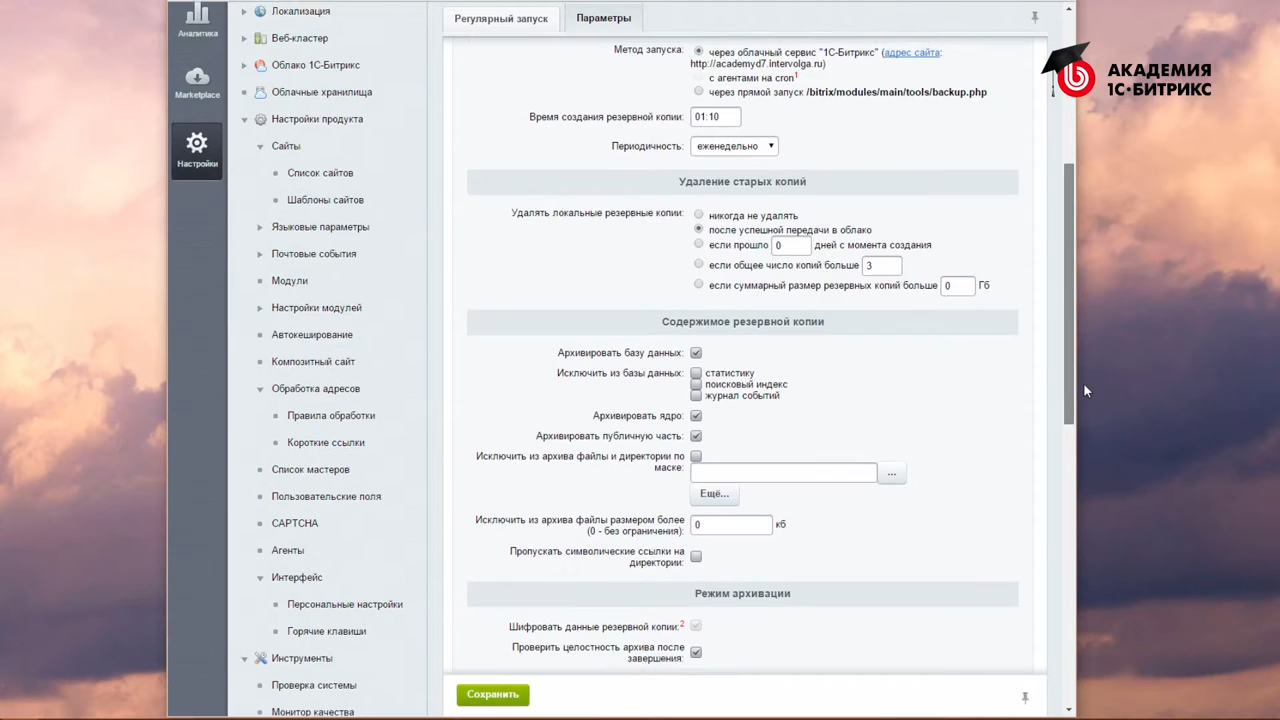 Аналитика
Marketplace
Настройки
Локализация
Веб-кластер
Облако 1С-Битрикс
Облачные хранилища
Настройки продукта
Сайты
Список сайтов
Шаблоны сайтов
Языковые параметры
Почтовые события
Модули
Настройки модулей
Автокеширование
Композитный сайт
Обработка адресов
Правила обработки
Короткие ссылки
Список мастеров
Пользовательские поля
CAPTCHA
Агенты
Интерфейс
Персональные настройки
Горячие клавиши
Инструменты
Проверка системы
Монитор качества
Регулярный запуск Параметры
Метод запуска: через облачный сервис "1С-Битрикс" (адрес сайта:
http://academyd7.intervolga.ru)
с агентами на cron1
через прямой запуск /bitrix/modules/main/tools/backup.php
Время создания резервной копии: 01:10
Периодичность: еженедельно
Удаление старых копий
Удалять локальные резервные копии: никогда не удалять
после успешной передачи в облако
если прошло 0 дней с момента создания
если общее число копий больше 3
если суммарный размер резервных копий больше 0 Гб
Содержимое резервной копии
Архивировать базу данных:
Исключить из базы данных: статистику
поисковый индекс
журнал событий
Архивировать ядро:
Архивировать публичную часть:
Исключить из архива файлы и директории по
маске: ...
Ещё...
Исключить из архива файлы размером более
(0 - без ограничения): 0 кб
Пропускать символические ссылки на
директории:
Режим архивации
Шифровать данные резервной копии:2
Проверить целостность архива после
завершения:
Сохранить
АКАДЕМИЯ
1С·БИТРИКС